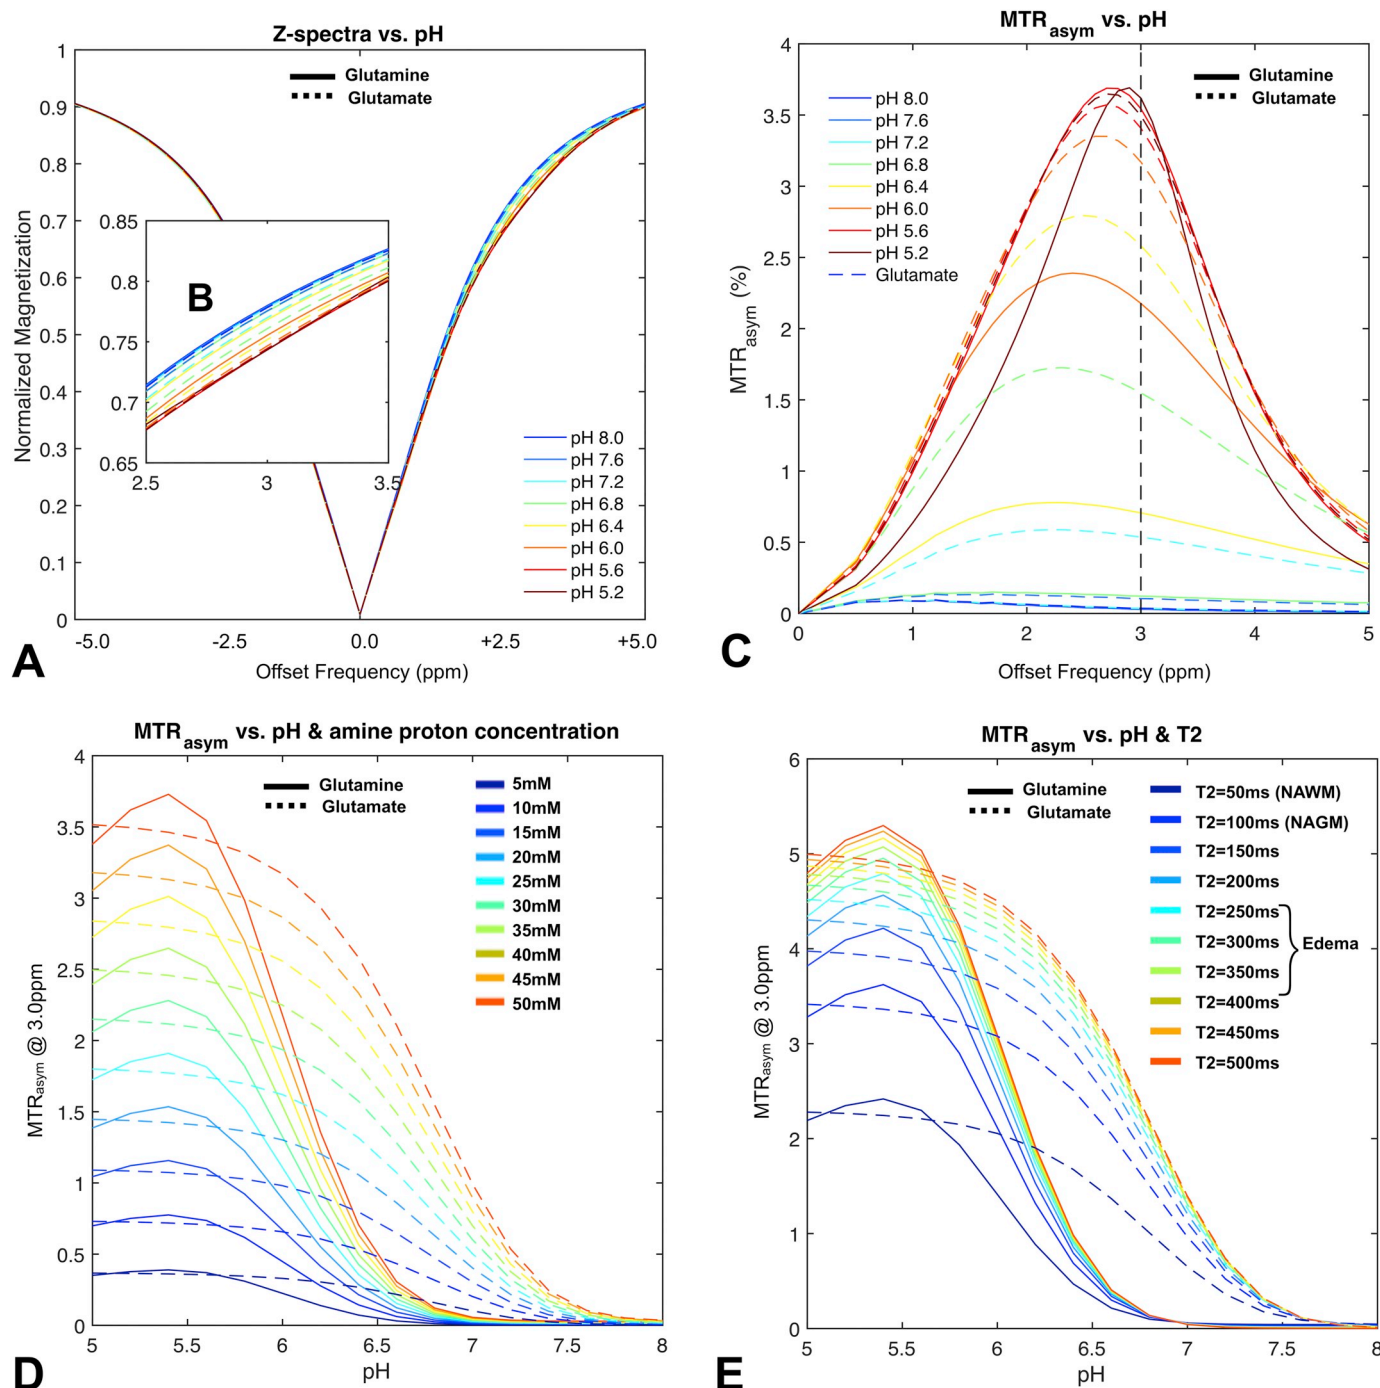 Z-spectra vs. pH
Glutamine
Glutamate
Normalized Magnetization
1
0.9
0.8
0.7
0.6
0.5
0.4
0.3
0.2
0.1
0
B
0.85
0.8
0.75
0.7
0.65
2.5
3
3.5
pH 8.0
pH 7.6
pH 7.2
pH 6.8
pH 6.4
pH 6.0
pH 5.6
pH 5.2
-5.0
-2.5
0.0
+2.5
+5.0
Offset Frequency (ppm)
A
MTRasym vs. pH
Glutamine
Glutamate
pH 8.0
pH 7.6
pH 7.2
pH 6.8
pH 6.4
pH 6.0
pH 5.6
pH 5.2
Glutamate
MTRasym (%)
4
3.5
3
2.5
2
1.5
1
0.5
0
0
1
2
3
4
5
Offset Frequency (ppm)
C
MTRasym vs. pH & amine proton concentration
Glutamine
Glutamate
5mM
10mM
15mM
20mM
25mM
30mM
35mM
40mM
45mM
50mM
MTRasym @ 3.0ppm
4
3.5
3
2.5
2
1.5
1
0.5
0
5
5.5
6
6.5
7
7.5
8
pH
D
MTRasym vs. pH & T2
Glutamine
Glutamate
T2=50ms (NAWM)
T2=100ms (NAGM)
T2=150ms
T2=200ms
T2=250ms
T2=300ms
T2=350ms
T2=400ms
T2=450ms
T2=500ms
Edema
MTRasym @ 3.0ppm
6
5
4
3
2
1
0
5
5.5
6
6.5
7
7.5
8
pH
E